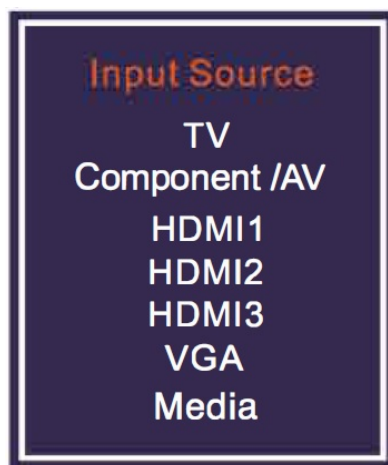 Input Source
TV
Component /AV
HDMI1
HDMI2
HDMI3
VGA
Media